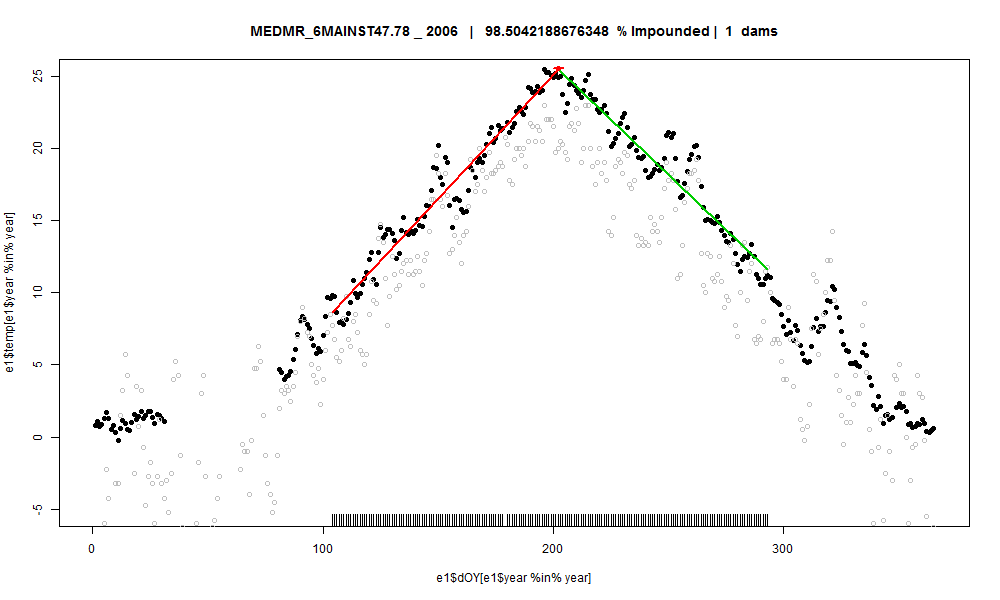 MEDMR_6MAINST47.78 _ 2006 | 98.5042188676348 % Impounded | 1 dams
25
20
15
10
5
0
-5
e1$temp[e1$year %in% year]
0 100 200 300
e1$dOY[e1$year %in% year]